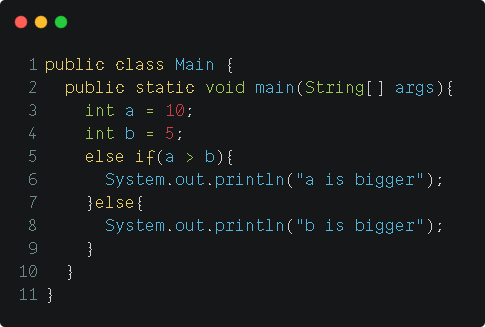 1 public class Main {
2 public static void main(String[] args){
3 int a = 10;
4 int b = 5;
5 else if(a > b){
6 System.out.println("a is bigger");
7 }else{
8 System.out.println("b is bigger");
9 }
10 }
11 }